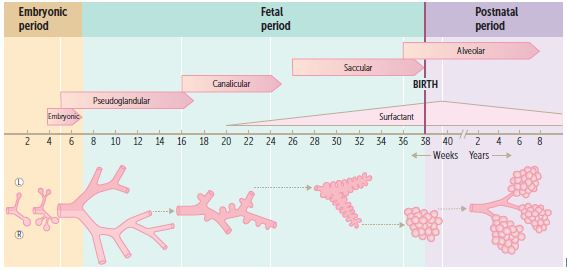 Embryonic
period
Fetal
period
Postnatal
period
Alveolar
Saccular
BIRTH
Canalicular
Pseudoglandular
Embryonic
Surfactant
2 4 6 8 10 12 14 16 18 20 22 24 26 28 30 32 34 36 38 40 2 4 6 8
Weeks Years
L
R